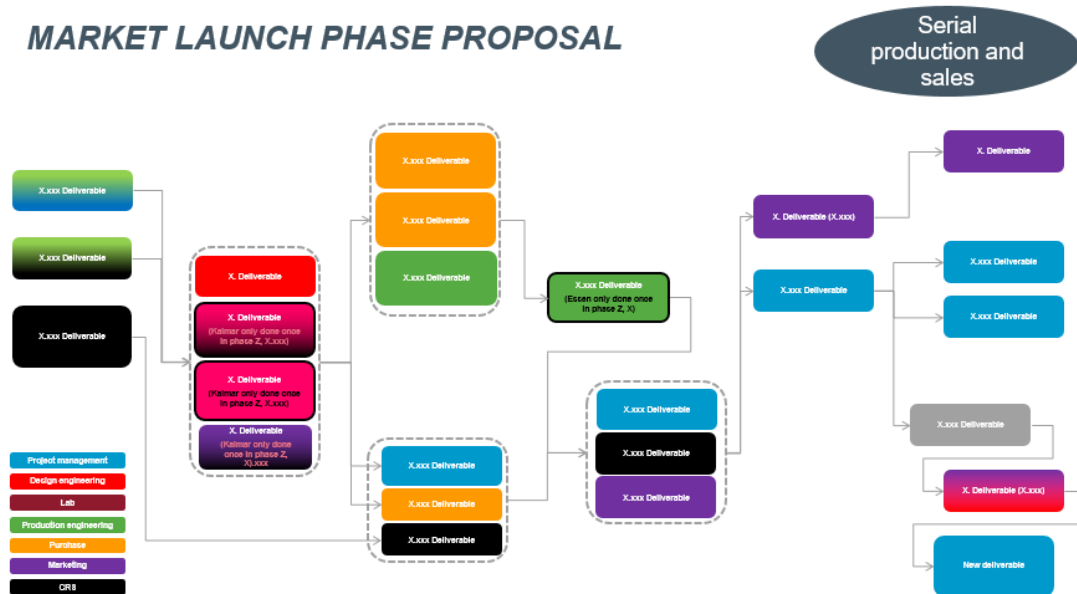 MARKET LAUNCH PHASE PROPOSAL
Serial
production and
sales
X.xxx Deliverable
X.xxx Deliverable
X.xxx Deliverable
X. Deliverable
X. Deliverable
(Kalmar only done once
in phase Z, X.xxx)
X. Deliverable
(Kalmar only done once
in phase Z, X.xxx)
X. Deliverable
(Kalmar only done
once in phase Z,
X).xxx
X.xxx Deliverable
X.xxx Deliverable
X.xxx Deliverable
X.xxx Deliverable
X.xxx Deliverable
X.xxx Deliverable
X.xxx Deliverable
(Essen only done once
in phase Z, X)
X.xxx Deliverable
X.xxx Deliverable
X.xxx Deliverable
X. Deliverable (X.xxx)
X.xxx Deliverable
X. Deliverable
X.xxx Deliverable
X.xxx Deliverable
X.xxx Deliverable
X. Deliverable (X.xxx)
New deliverable
Project management
Design engineering
Lab
Production engineering
Purchase
Marketing
CRS